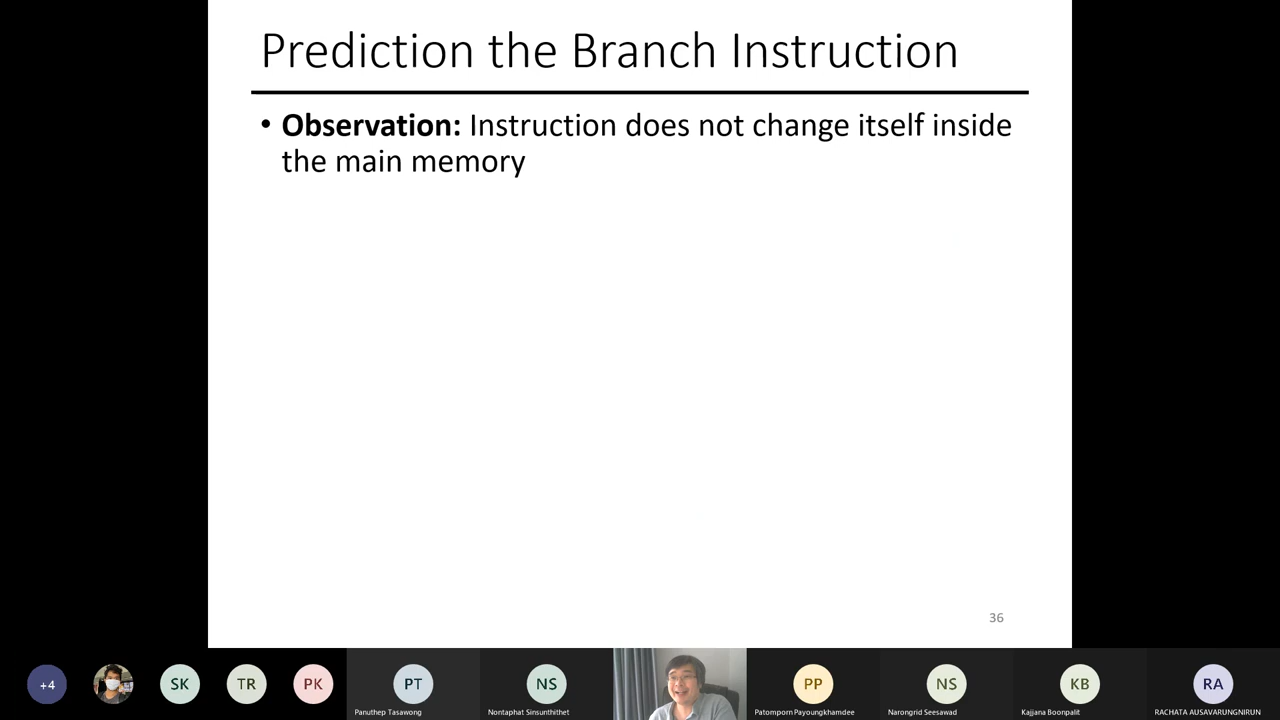 Prediction the Branch Instruction
• Observation: Instruction does not change itself inside
the main memory
36
+4
SK
TR
PK
PT
NS
PP
NS
KB
RA
Panuthep Tasawong
Nontaphat Sinsunthithet
Patomporn Payoungkhamdee
Narongrid Seesawad
Kajjana Boonpalit
RACHATA AUSAVARUNGNIRUN